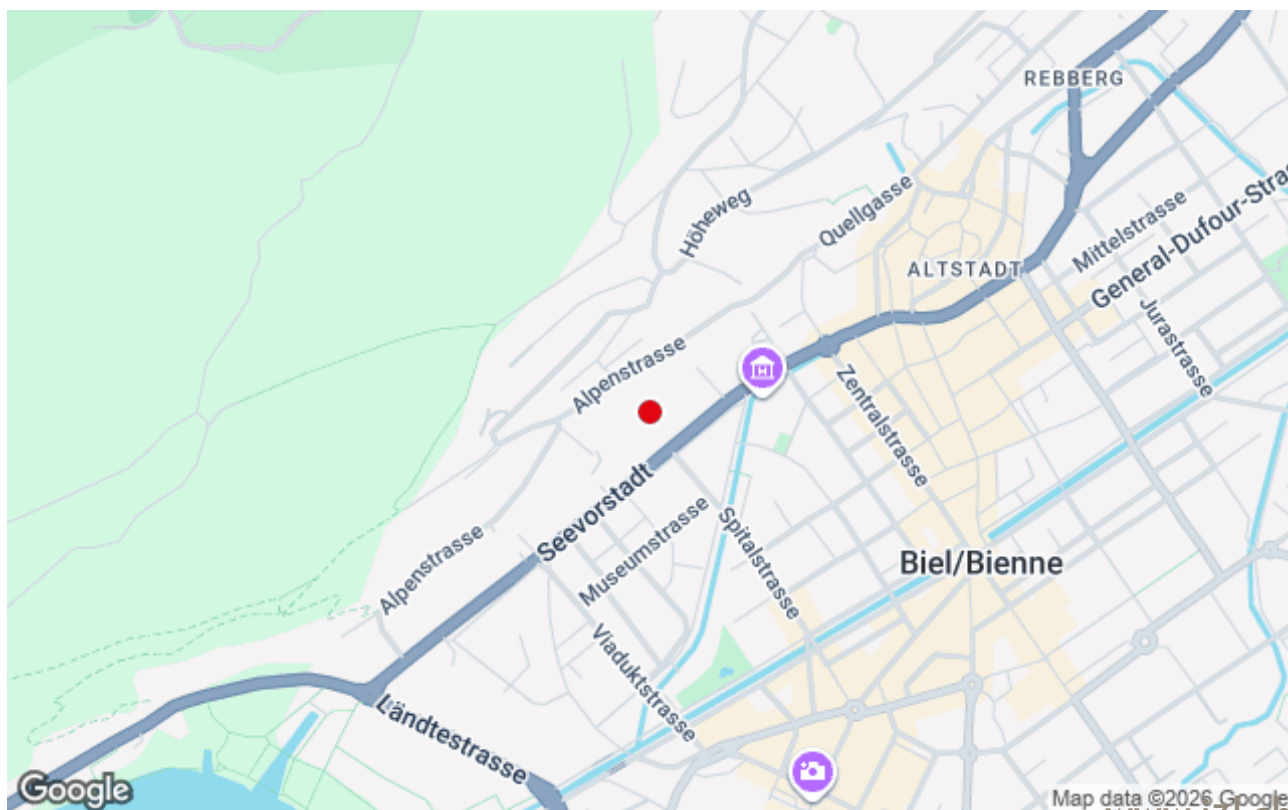 REBBERG
Höheweg
Quellgasse
Mittelstrasse
General-Dufour-Stra
ALTSTADT
Jurastrasse
Alpenstrasse
Zentralstrasse
Seevorstadt
Spitalstrasse
Museumstrasse
Alpenstrasse
Biel/Bienne
Viaduktstrasse
Ländtestrasse
Google
Map data ©2026 Google